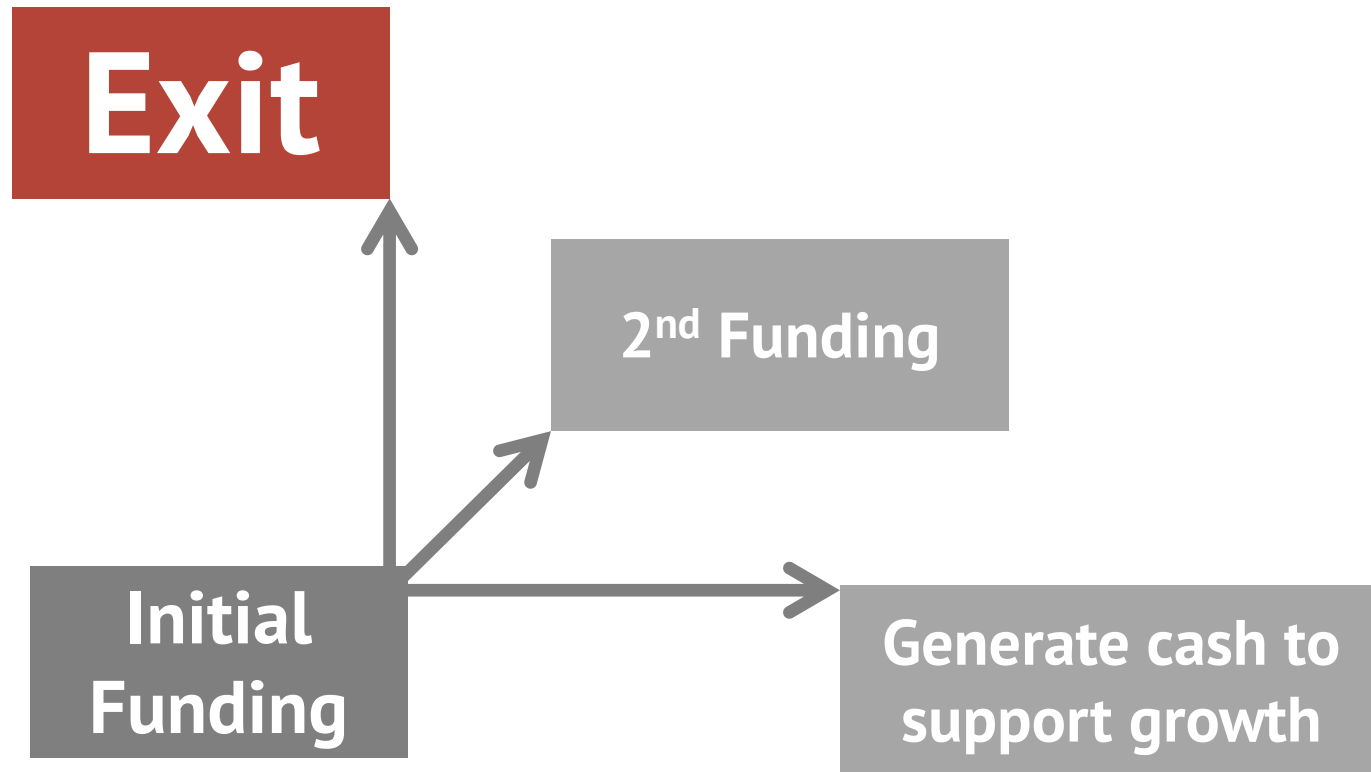 Exit
2nd Funding
Initial
Funding
Generate cash to
support growth